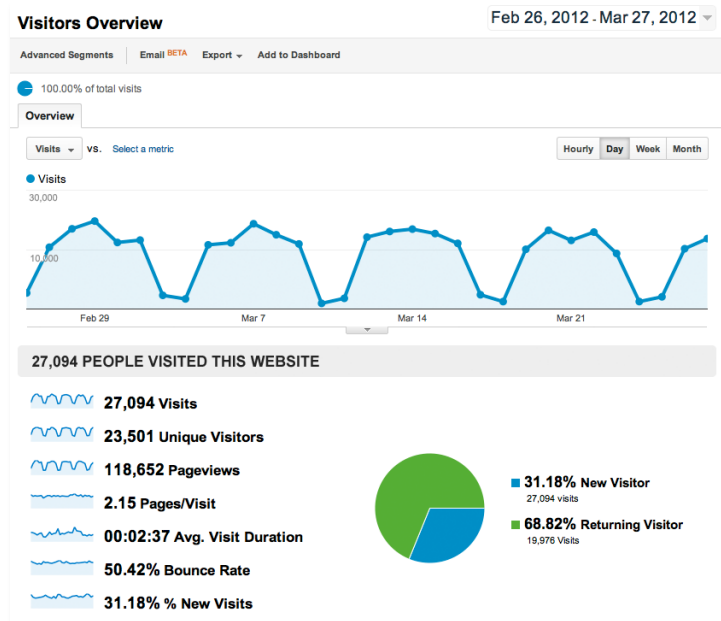 Visitors Overview
Feb 26, 2012 - Mar 27, 2012
Advanced Segments
Email BETA
Export
Add to Dashboard
100.00% of total visits
Overview
Visits vs. Select a metric
Hourly Day Week Month
Visits
30,000
10,000
Feb 29 Mar 7 Mar 14 Mar 21
27,094 PEOPLE VISITED THIS WEBSITE
27,094 Visits
23,501 Unique Visitors
118,652 Pageviews
2.15 Pages/Visit
00:02:37 Avg. Visit Duration
50.42% Bounce Rate
31.18% % New Visits
31.18% New Visitor
27,094 visits
68.82% Returning Visitor
19,976 Visits